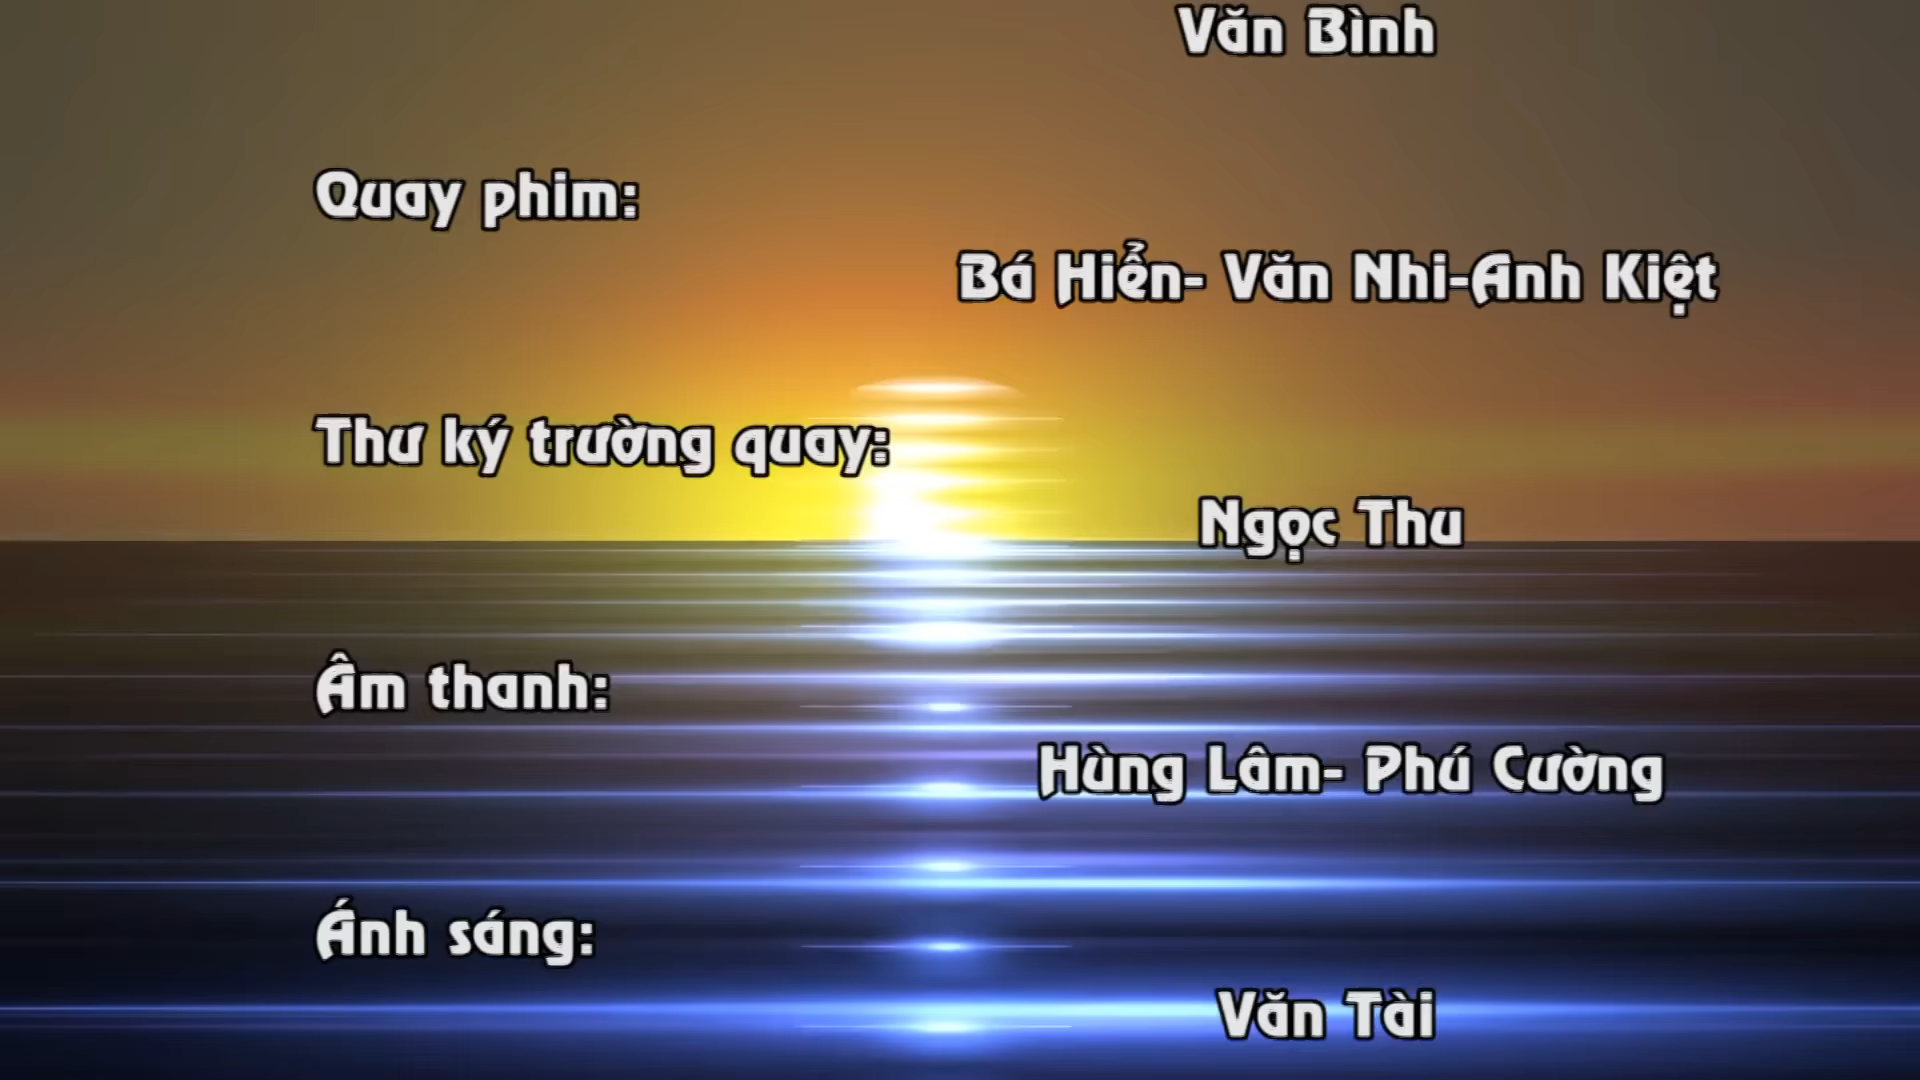 Văn Bình
Quay phim:
Bá Hiển- Văn Nhi-Anh Kiệt
Thư ký trường quay:
Ngọc Thu
Âm thanh:
Hùng Lâm- Phú Cường
Ánh sáng:
Văn Tài